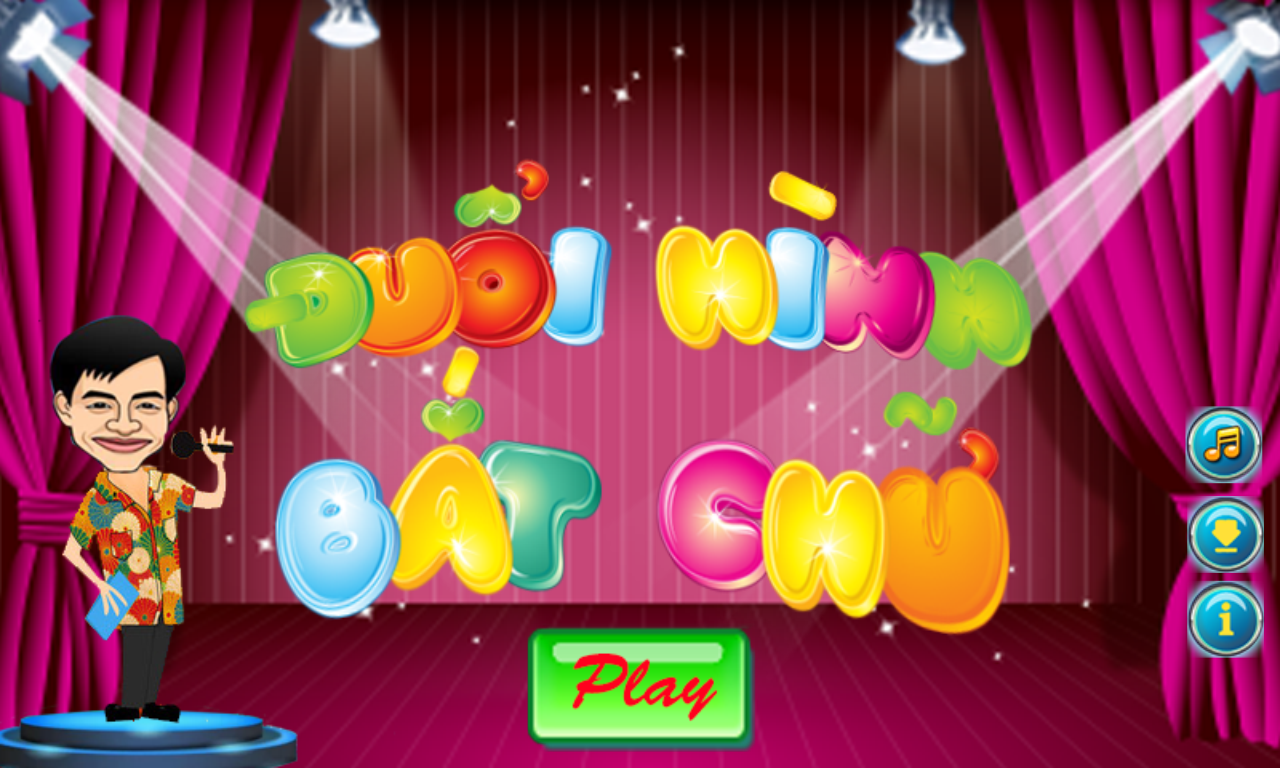 ĐUỔI HÌNH
BẮT CHỮ
Play